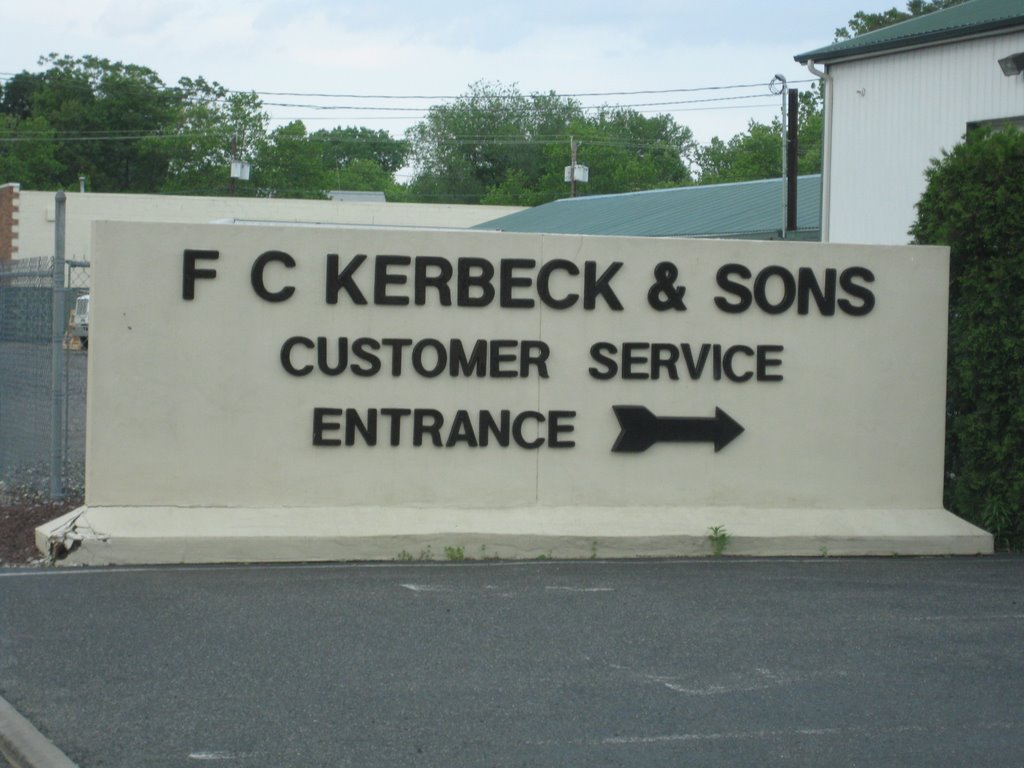 F C KERBECK & SONS
CUSTOMER SERVICE
ENTRANCE